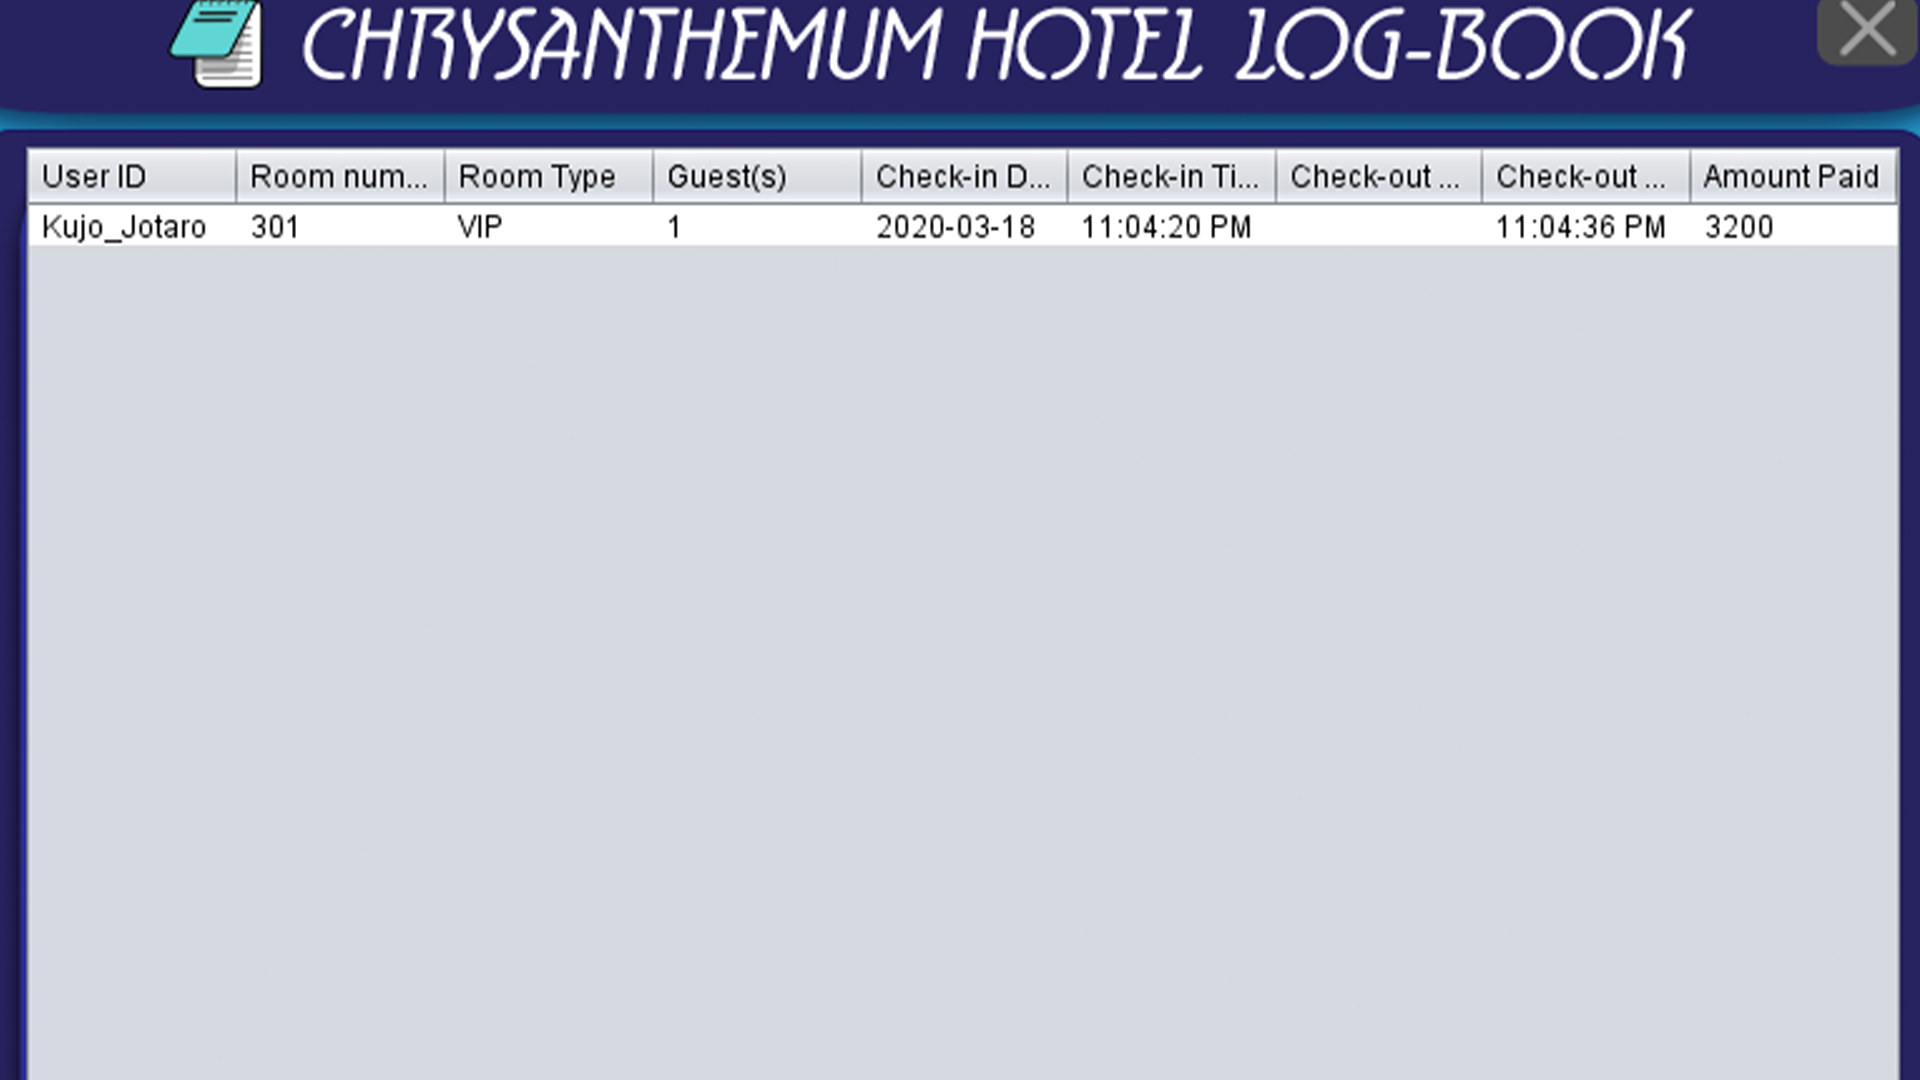 CHRYSANTHEMUM HOTEL LOG-BOOK
User ID Room num... Room Type Guest(s) Check-in D... Check-in Ti... Check-out ... Check-out ... Amount Paid
Kujo_Jotaro 301 VIP 1 2020-03-18 11:04:20 PM 11:04:36 PM 3200